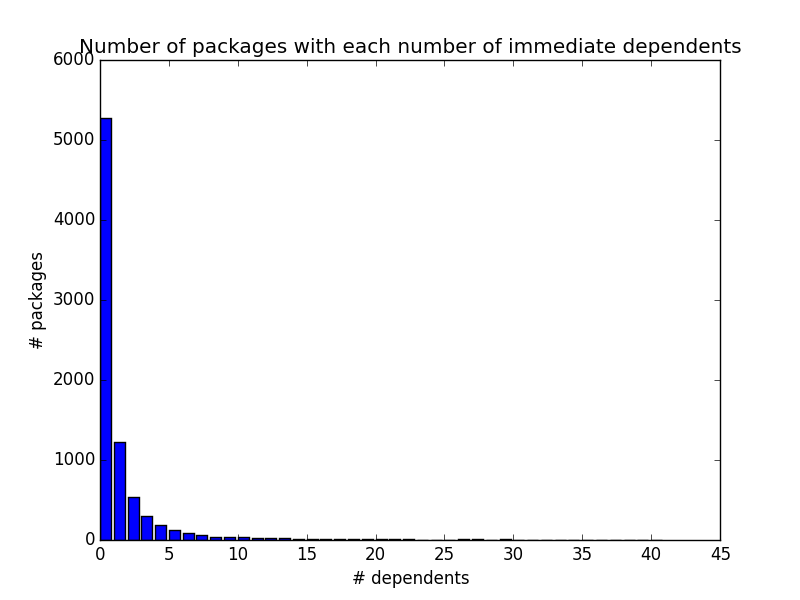 Number of packages with each number of immediate dependents
6000
5000
4000
3000
2000
1000
0
# packages
0 5 10 15 20 25 30 35 40 45
# dependents